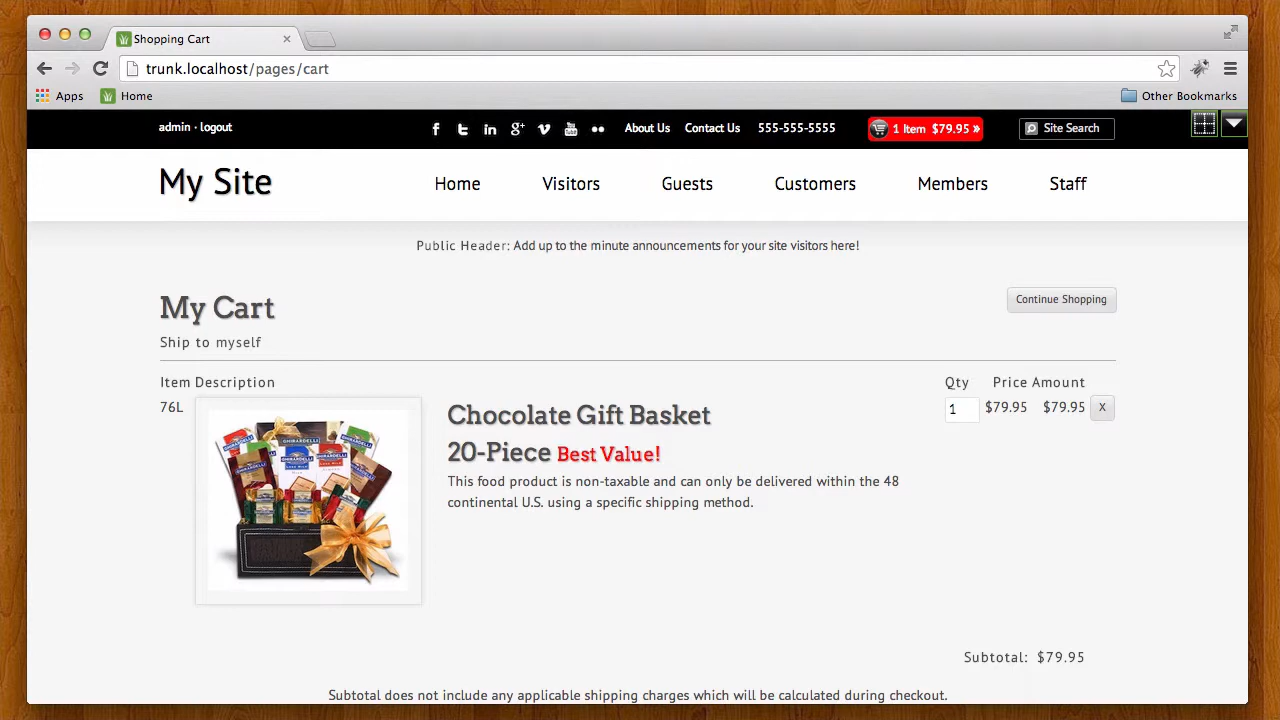 Shopping Cart
trunk.localhost/pages/cart
Apps Home Other Bookmarks
admin · logout About Us Contact Us 555-555-5555 1 Item $79.95 » Site Search
My Site Home Visitors Guests Customers Members Staff
Public Header: Add up to the minute announcements for your site visitors here!
My Cart
Continue Shopping
Ship to myself
Item Description Qty Price Amount
76L Chocolate Gift Basket 1 $79.95 $79.95 X
20-Piece Best Value!
This food product is non-taxable and can only be delivered within the 48
continental U.S. using a specific shipping method.
GHIRARDELLI
Subtotal: $79.95
Subtotal does not include any applicable shipping charges which will be calculated during checkout.